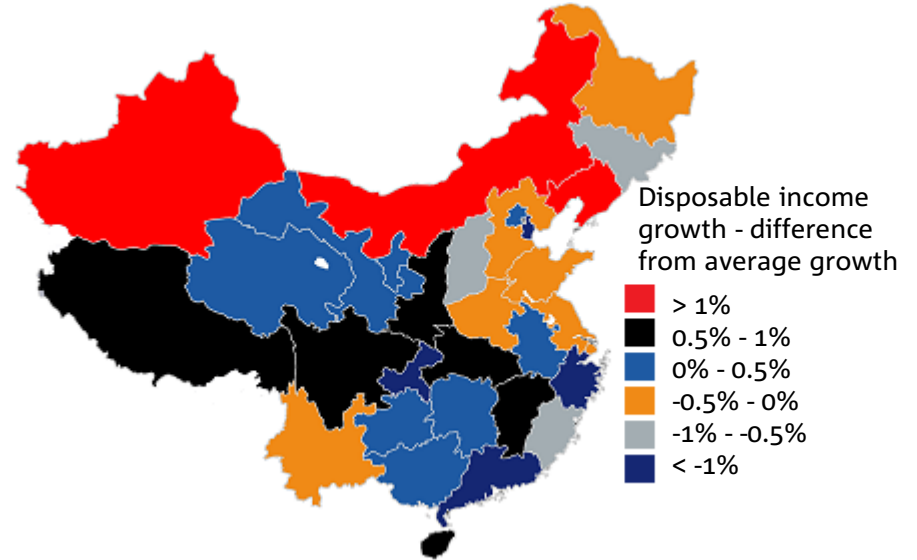 Disposable income
growth - difference
from average growth
> 1%
0.5% - 1%
0% - 0.5%
-0.5% - 0%
-1% - -0.5%
< -1%